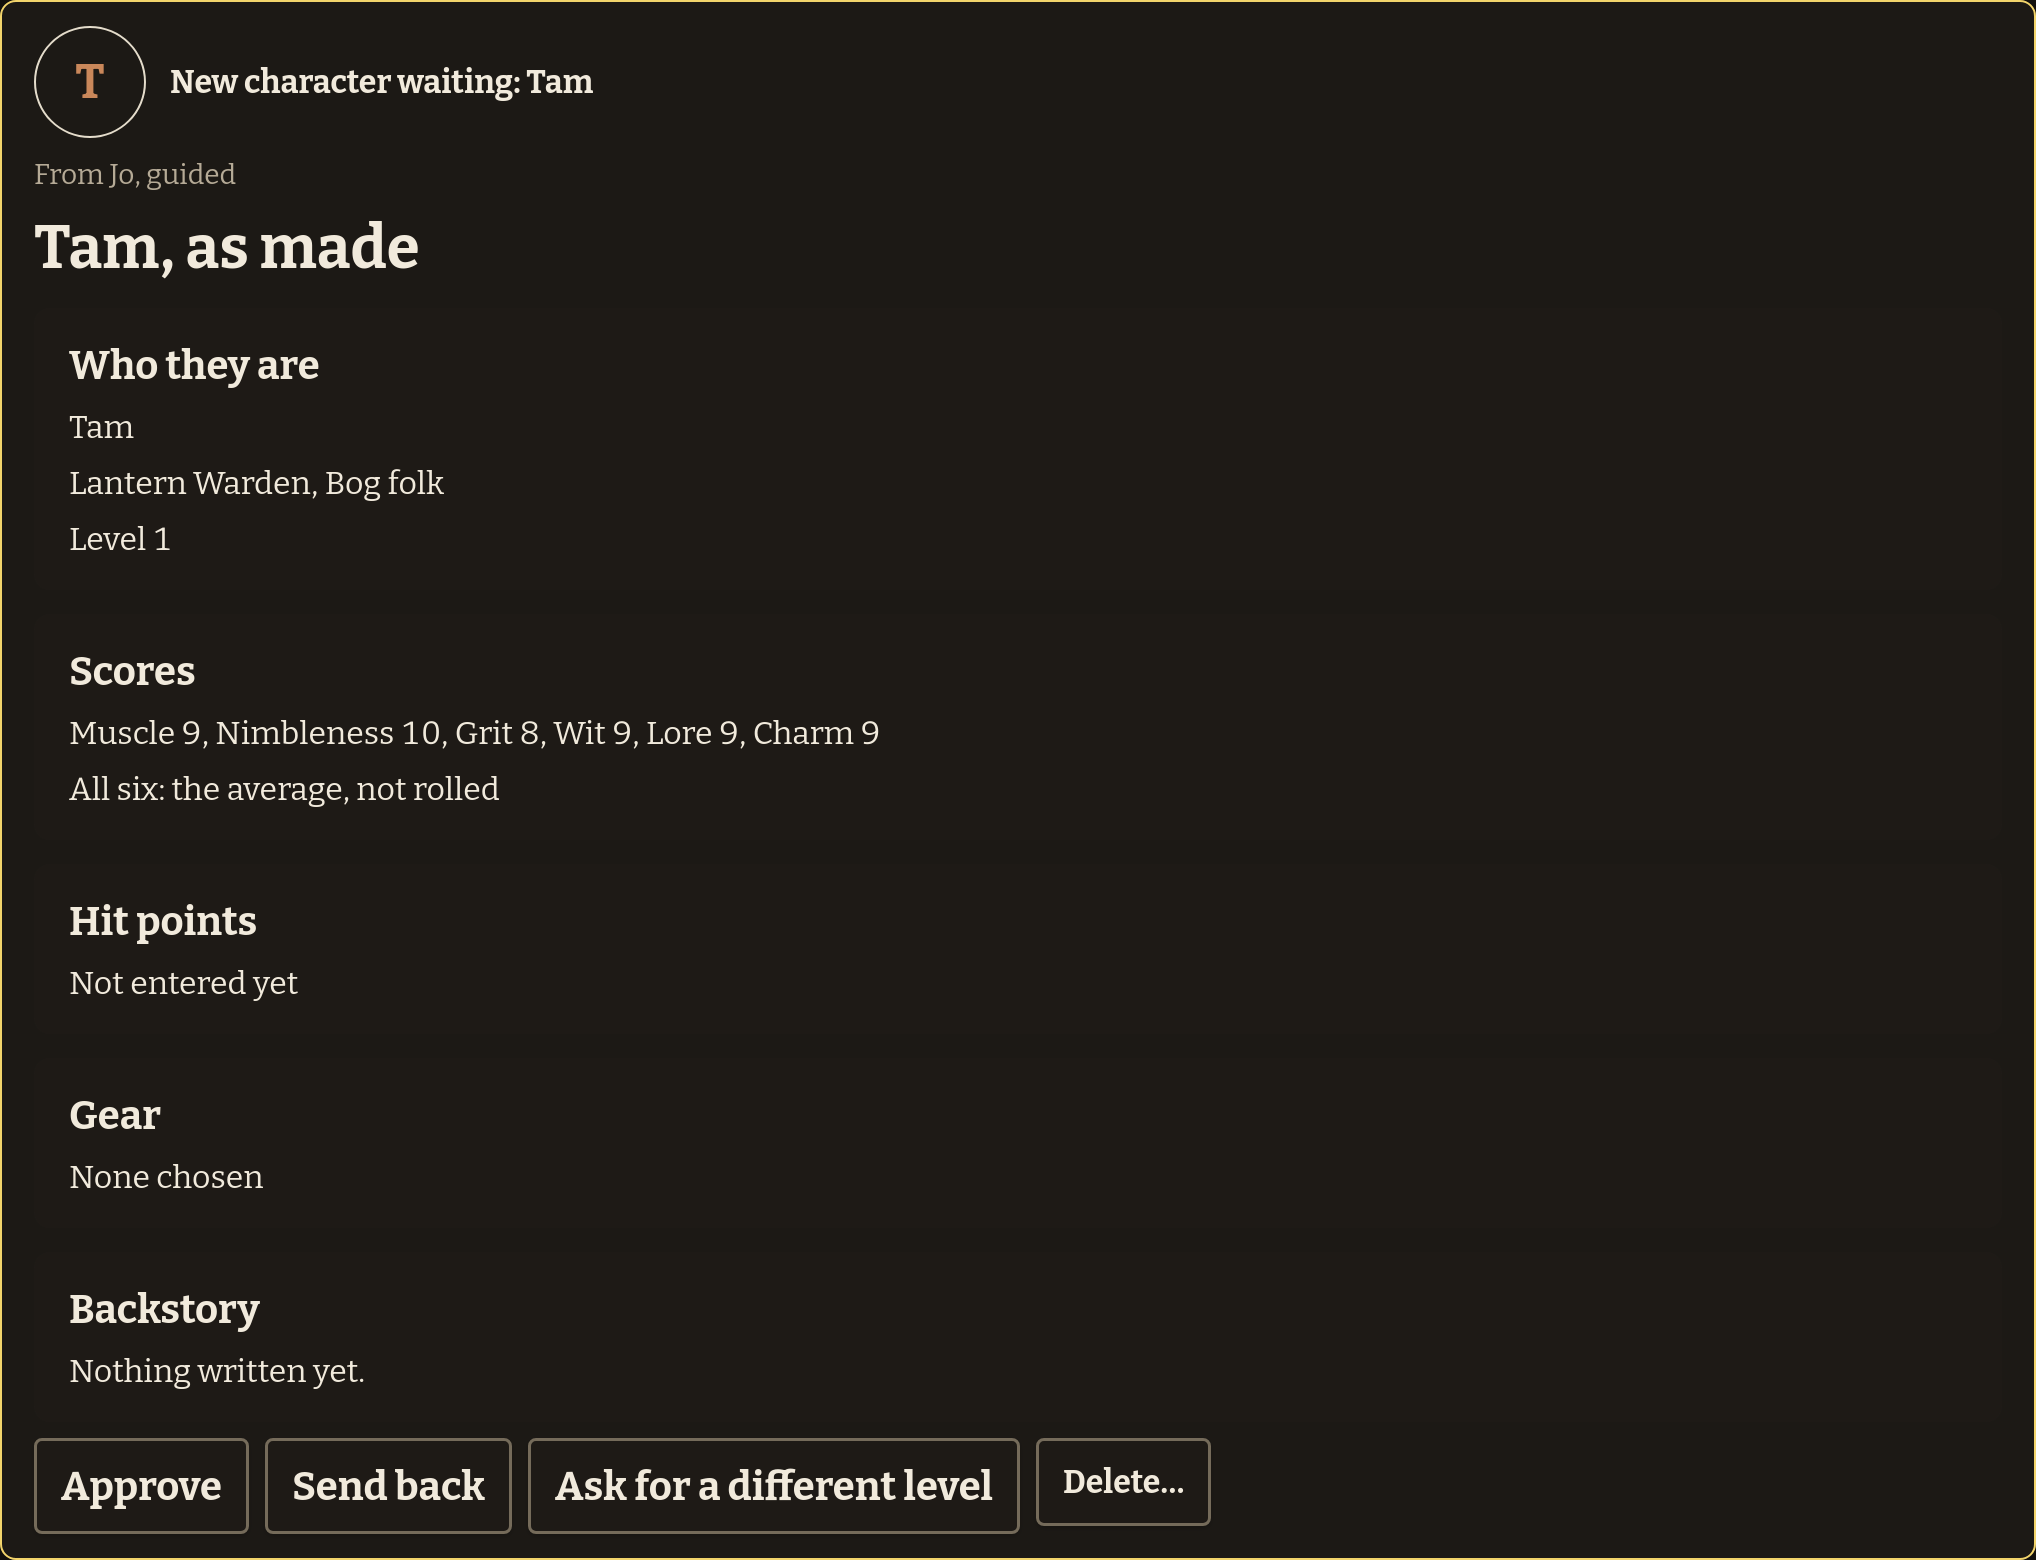 T
New character waiting: Tam
From Jo, guided
Tam, as made
Who they are
Tam
Lantern Warden, Bog folk
Level 1
Scores
Muscle 9, Nimbleness 10, Grit 8, Wit 9, Lore 9, Charm 9
All six: the average, not rolled
Hit points
Not entered yet
Gear
None chosen
Backstory
Nothing written yet.
Approve
Send back
Ask for a different level
Delete...